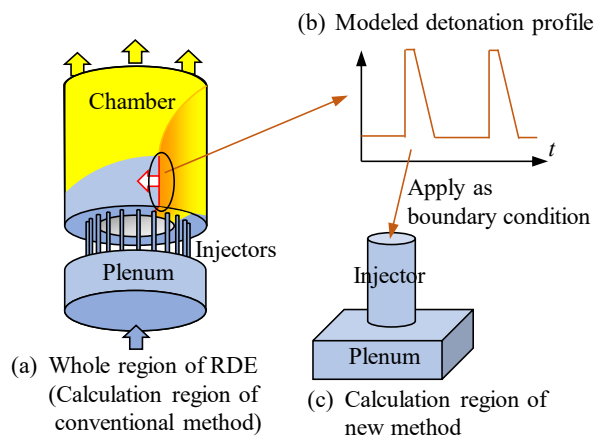 (b) Modeled detonation profile
Chamber
t
Apply as
boundary condition
Injectors
Plenum
Injector
Plenum
(a) Whole region of RDE
(Calculation region of
conventional method)
(c) Calculation region of
new method